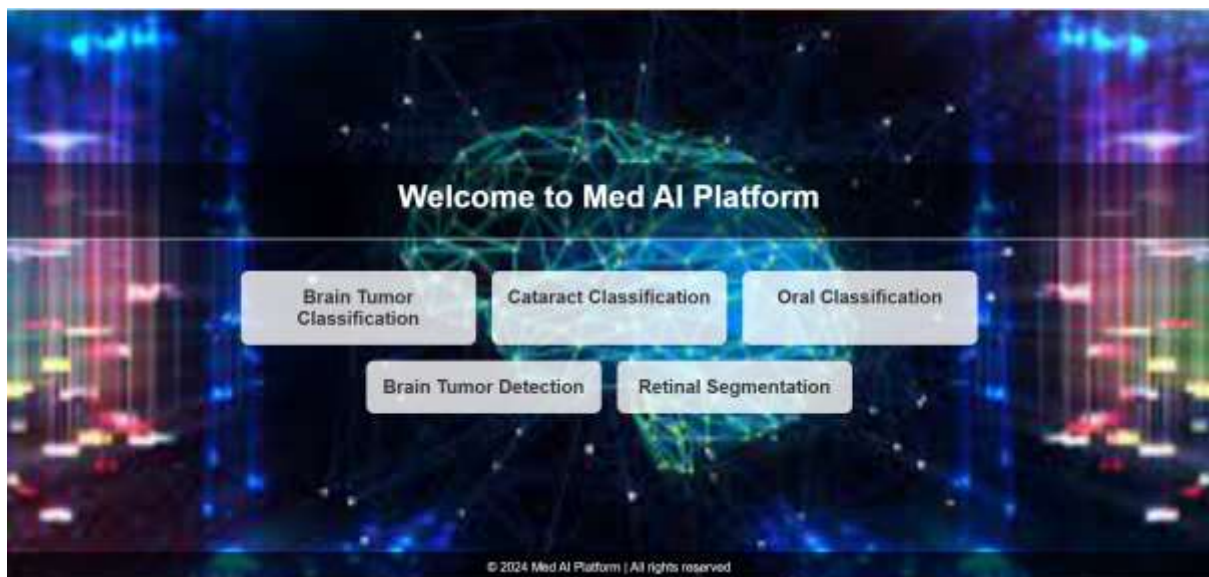 Welcome to Med AI Platform
Brain Tumor
Classification
Cataract Classification
Oral Classification
Brain Tumor Detection
Retinal Segmentation
© 2024 Med AI Platform | All rights reserved